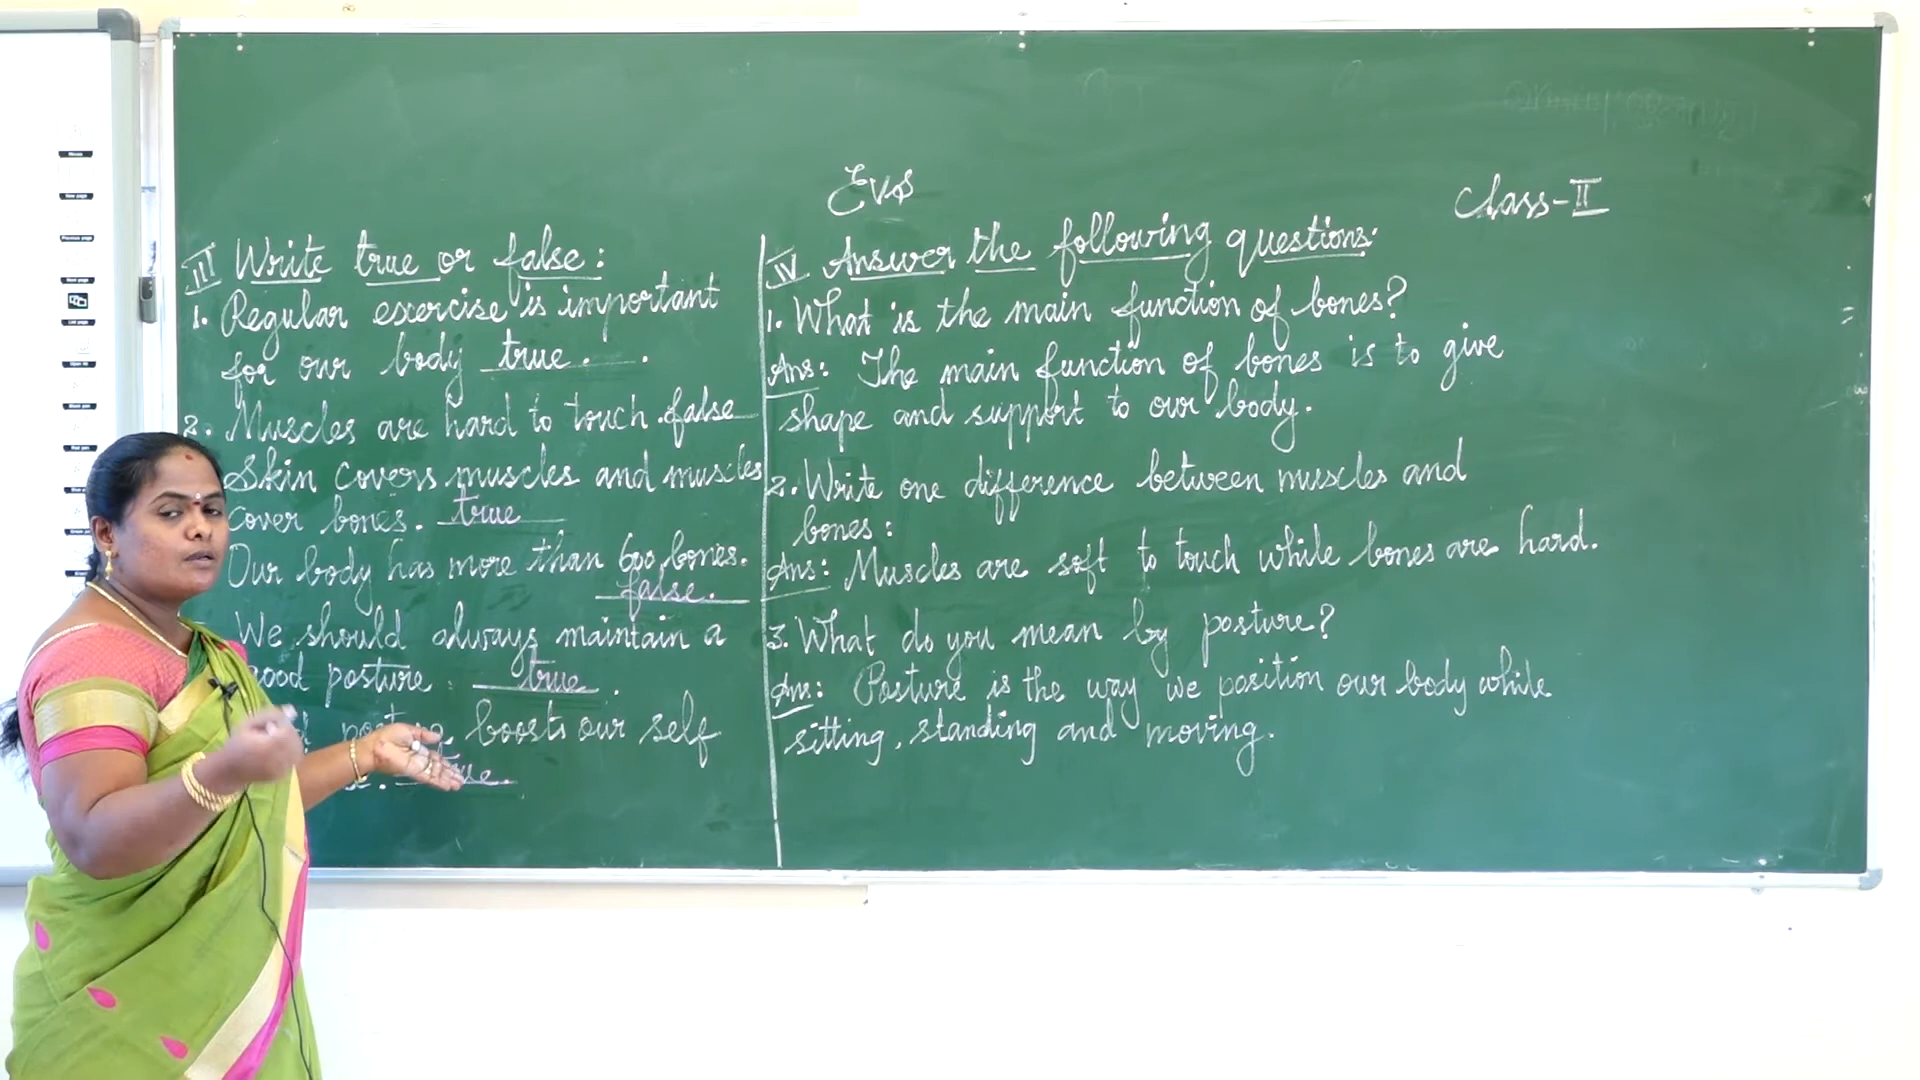 EVS
Class-II
III Write true or false:
1. Regular exercise is important
for our body true.
2. Muscles are hard to touch. false
Skin covers muscles and muscles
cover bones. true
Our body has more than 600 bones.
false.
We should always maintain a
good posture. true.
boosts our self
IV Answer the following questions:
1. What is the main function of bones?
Ans: The main function of bones is to give
shape and support to our body.
2. Write one difference between muscles and
bones:
Ans: Muscles are soft to touch while bones are hard.
3. What do you mean by posture?
Ans: Posture is the way we position our body while
sitting, standing and moving.